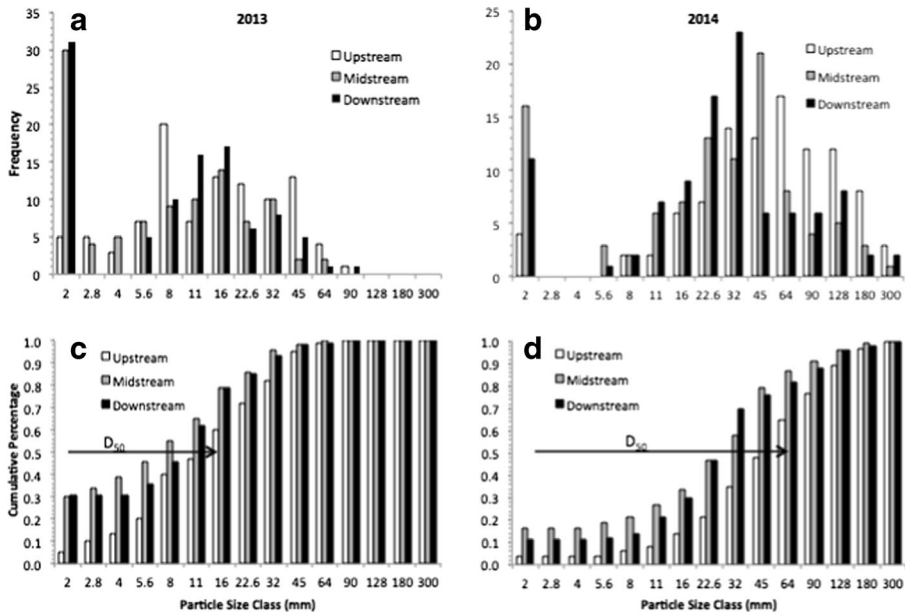 a
2013
Frequency
35
30
25
20
15
10
5
0
Upstream
Midstream
Downstream
2 2.8 4 5.6 8 11 16 22.6 32 45 64 90 128 180 300
b
2014
25
20
15
10
5
0
Upstream
Midstream
Downstream
2 2.8 4 5.6 8 11 16 22.6 32 45 64 90 128 180 300
c
Cumulative Percentage
1.0
0.9
0.8
0.7
0.6
0.5
0.4
0.3
0.2
0.1
0.0
Upstream
Midstream
Downstream
D50
2 2.8 4 5.6 8 11 16 22.6 32 45 64 90 128 180 300
Particle Size Class (mm)
d
1.0
0.9
0.8
0.7
0.6
0.5
0.4
0.3
0.2
0.1
0.0
Upstream
Midstream
Downstream
D50
2 2.8 4 5.6 8 11 16 22.6 32 45 64 90 128 180 300
Particle Size Class (mm)